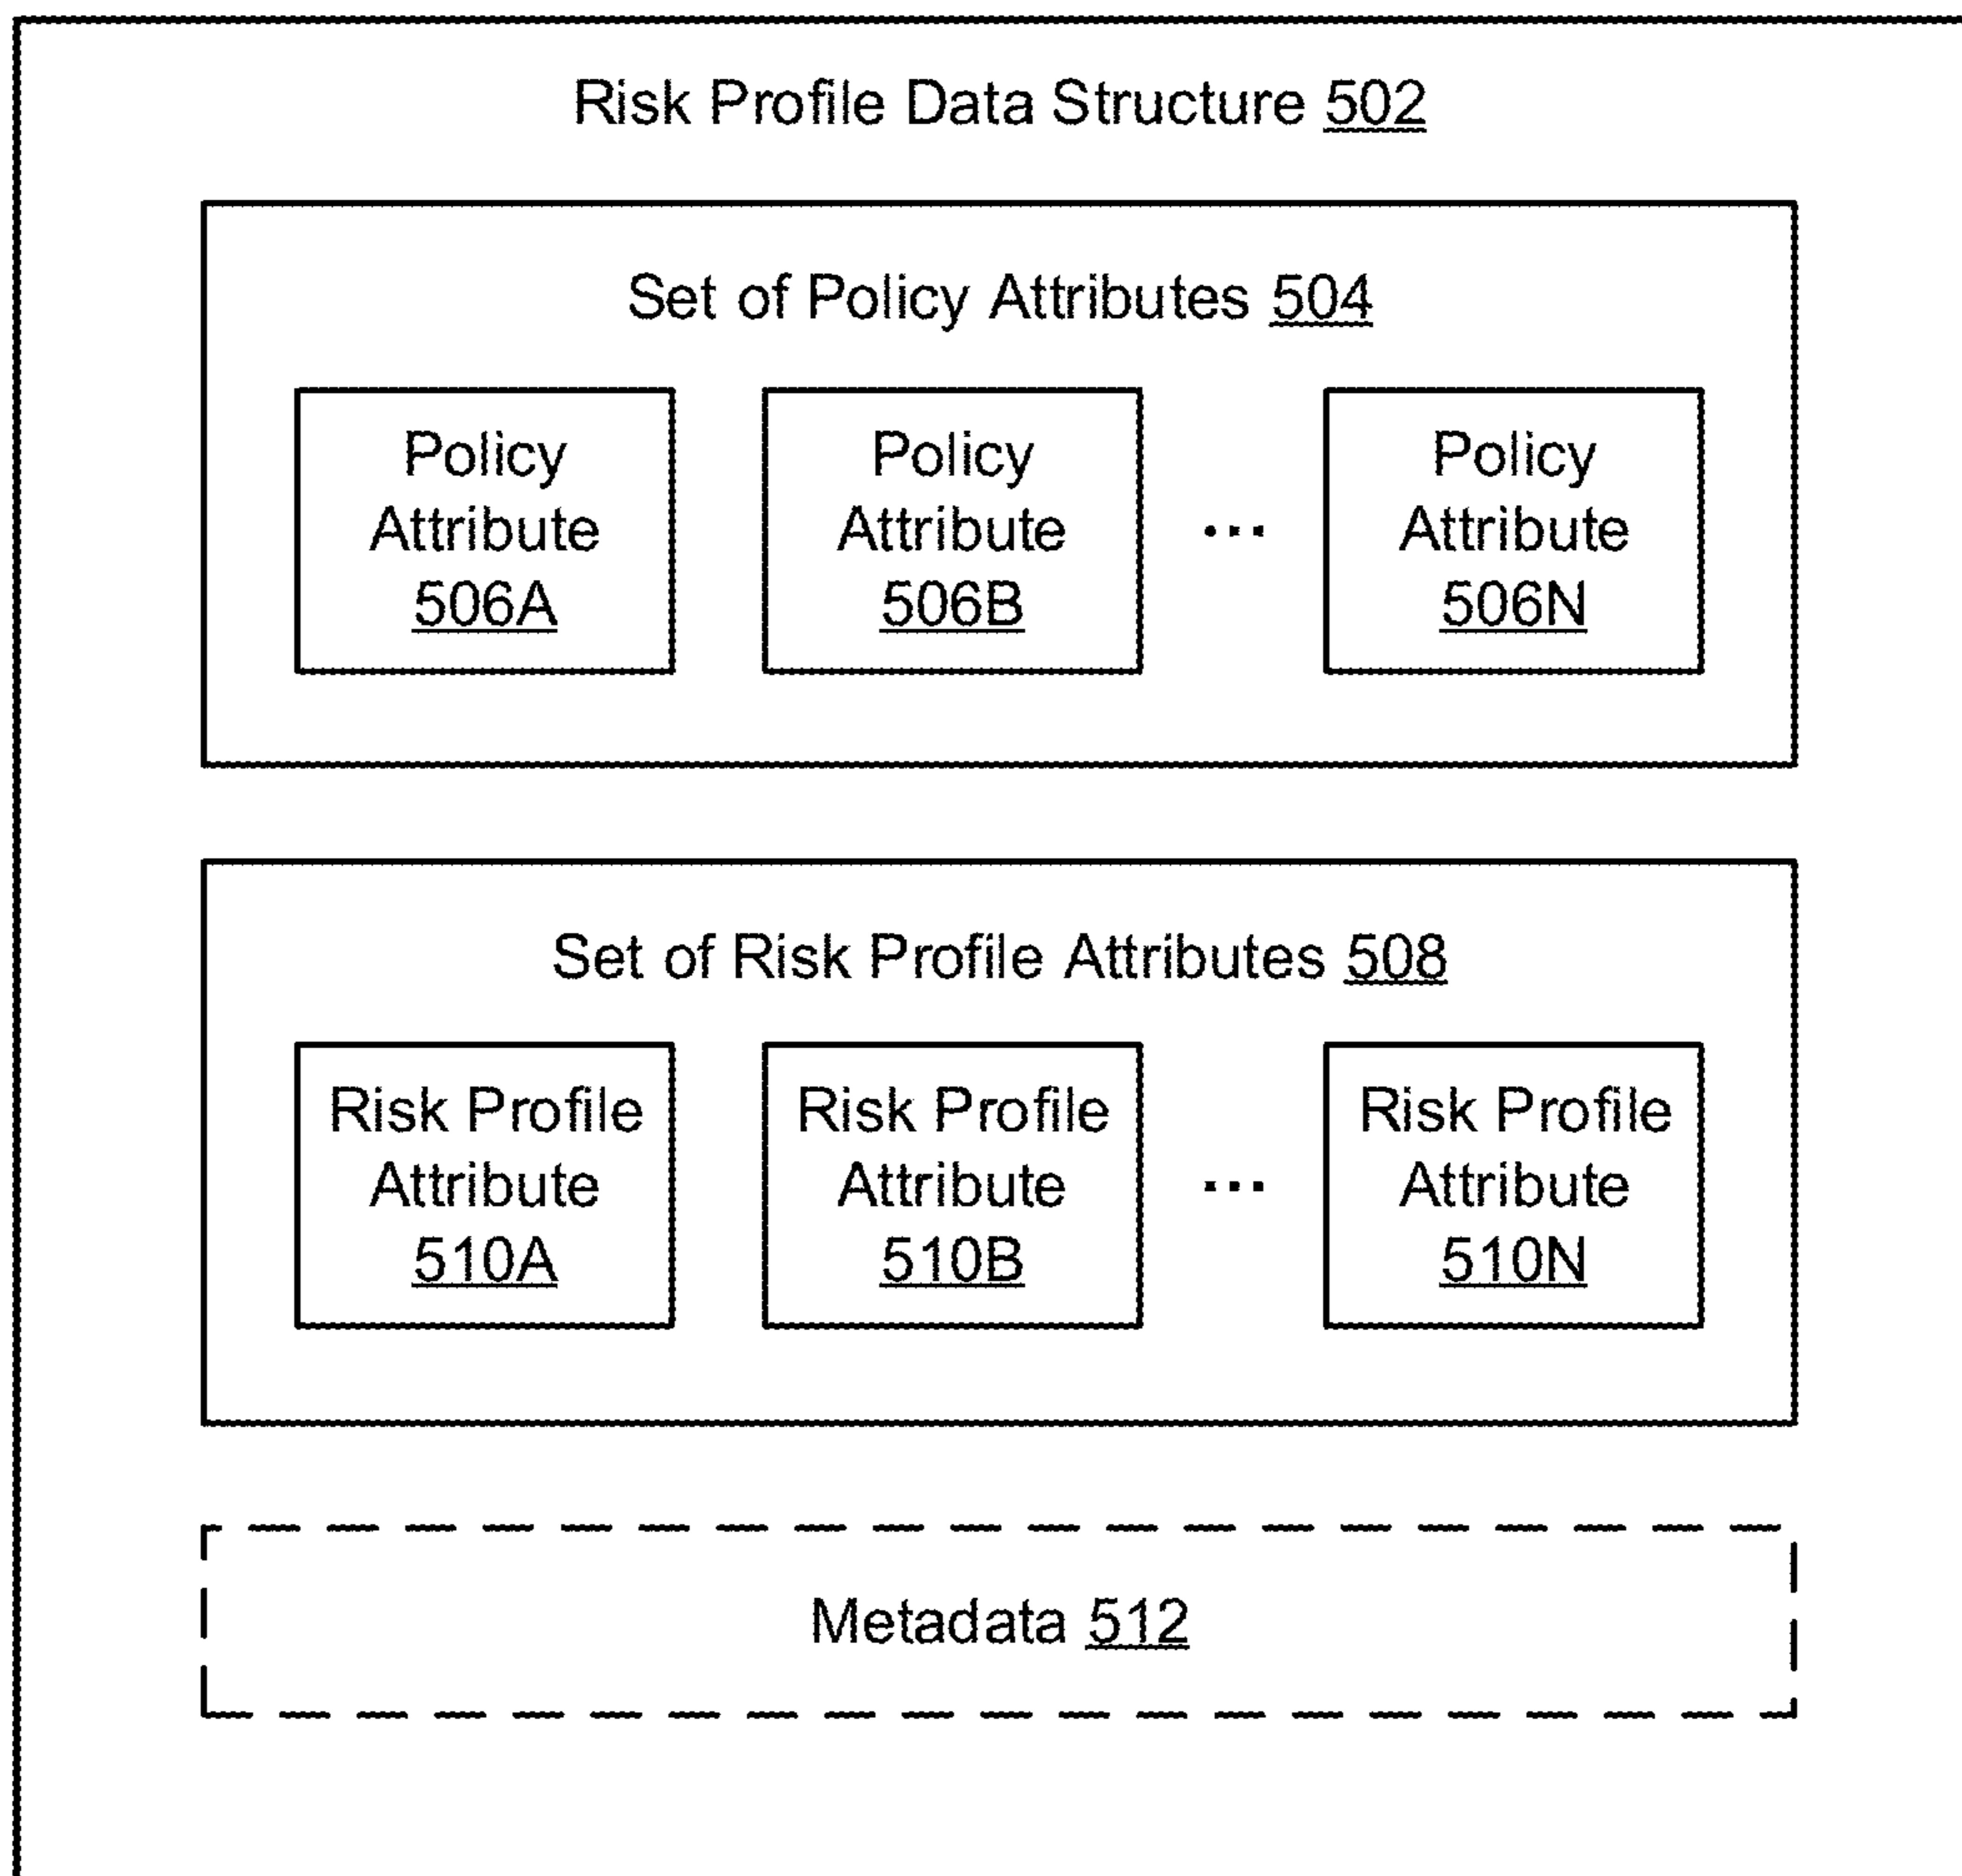 Risk Profile Data Structure 502
Set of Policy Attributes 504
Policy
Attribute
506A
Policy
Attribute
506B
...
Policy
Attribute
506N
Set of Risk Profile Attributes 508
Risk Profile
Attribute
510A
Risk Profile
Attribute
510B
...
Risk Profile
Attribute
510N
Metadata 512